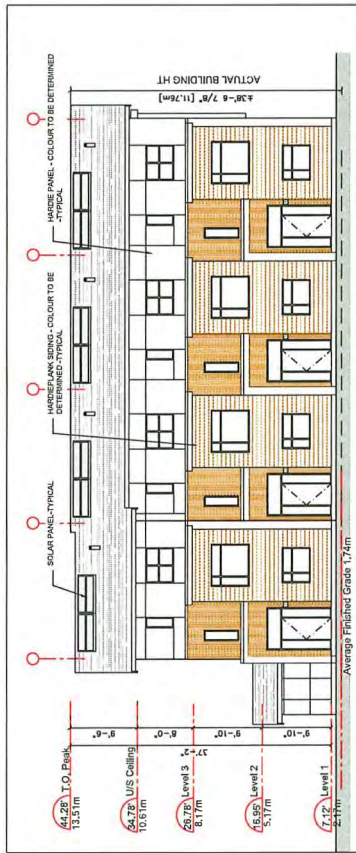 SOLAR PANEL-TYPICAL
HARDIEPLANK SIDING - COLOUR TO BE
DETERMINED -TYPICAL
HARDIE PANEL - COLOUR TO BE DETERMINED
-TYPICAL
44.28' T.O. Peak
13.51m
34.78' U/S Ceiling
10.61m
26.78' Level 3
8.17m
16.95' Level 2
5.17m
7.12' Level 1
2.17m
9'-6"
8'-0"
9'-10"
9'-10"
37'-2"
±38'-6 7/8" [11.76m]
ACTUAL BUILDING HT
Average Finished Grade 1.74m